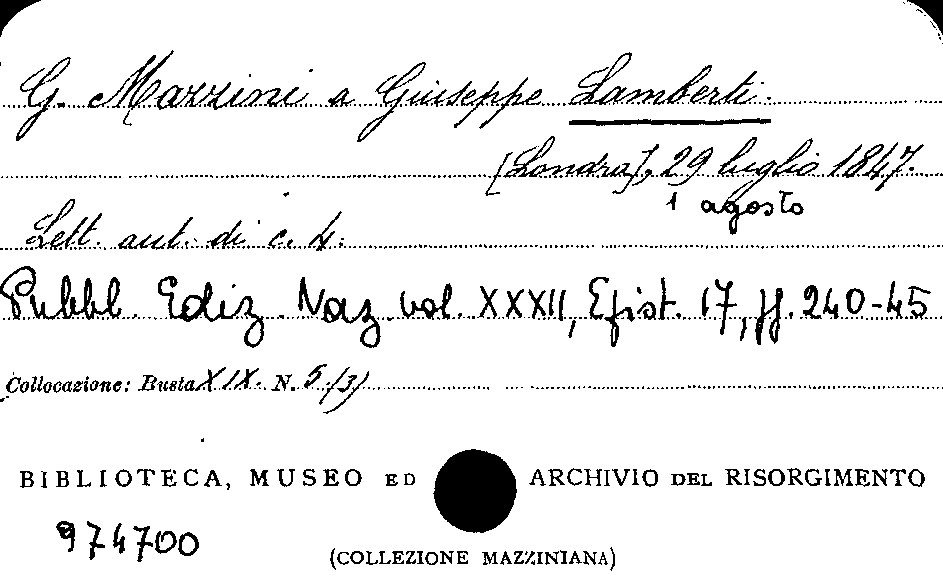 G. Mazzini a Giuseppe Lamberti.
[Londra], 29 luglio 1847.
1 agosto
Lett. aut. di c. 4.
Pubbl. Ediz. Naz. vol. XXXII, Epist. 17, pp. 240-45
Collocazione: Busta XIX. N. 5 (3)
BIBLIOTECA, MUSEO ED ARCHIVIO DEL RISORGIMENTO
974700
(COLLEZIONE MAZZINIANA)